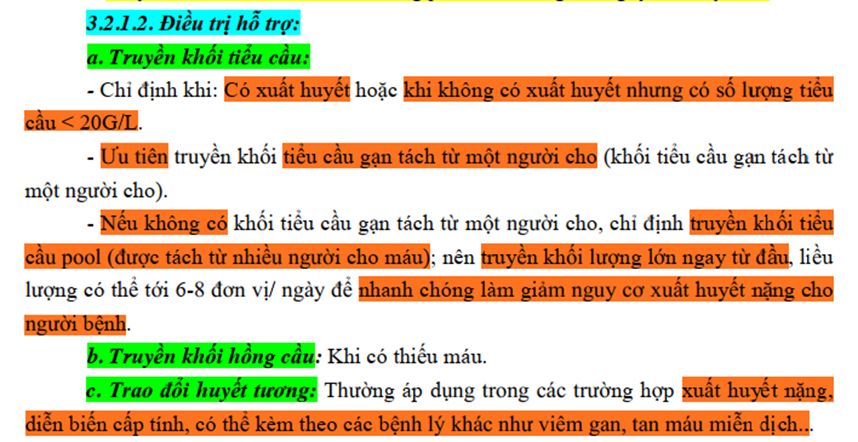 3.2.1.2. Điều trị hỗ trợ:
a. Truyền khối tiểu cầu:
- Chỉ định khi: Có xuất huyết hoặc khi không có xuất huyết nhưng có số lượng tiểu
cầu < 20G/L.
- Ưu tiên truyền khối tiểu cầu gạn tách từ một người cho (khối tiểu cầu gạn tách từ
một người cho).
- Nếu không có khối tiểu cầu gạn tách từ một người cho, chỉ định truyền khối tiểu
cầu pool (được tách từ nhiều người cho máu); nên truyền khối lượng lớn ngay từ đầu, liều
lượng có thể tới 6-8 đơn vị/ ngày để nhanh chóng làm giảm nguy cơ xuất huyết nặng cho
người bệnh.
b. Truyền khối hồng cầu: Khi có thiếu máu.
c. Trao đổi huyết tương: Thường áp dụng trong các trường hợp xuất huyết nặng,
diễn biến cấp tính, có thể kèm theo các bệnh lý khác như viêm gan, tan máu miễn dịch...